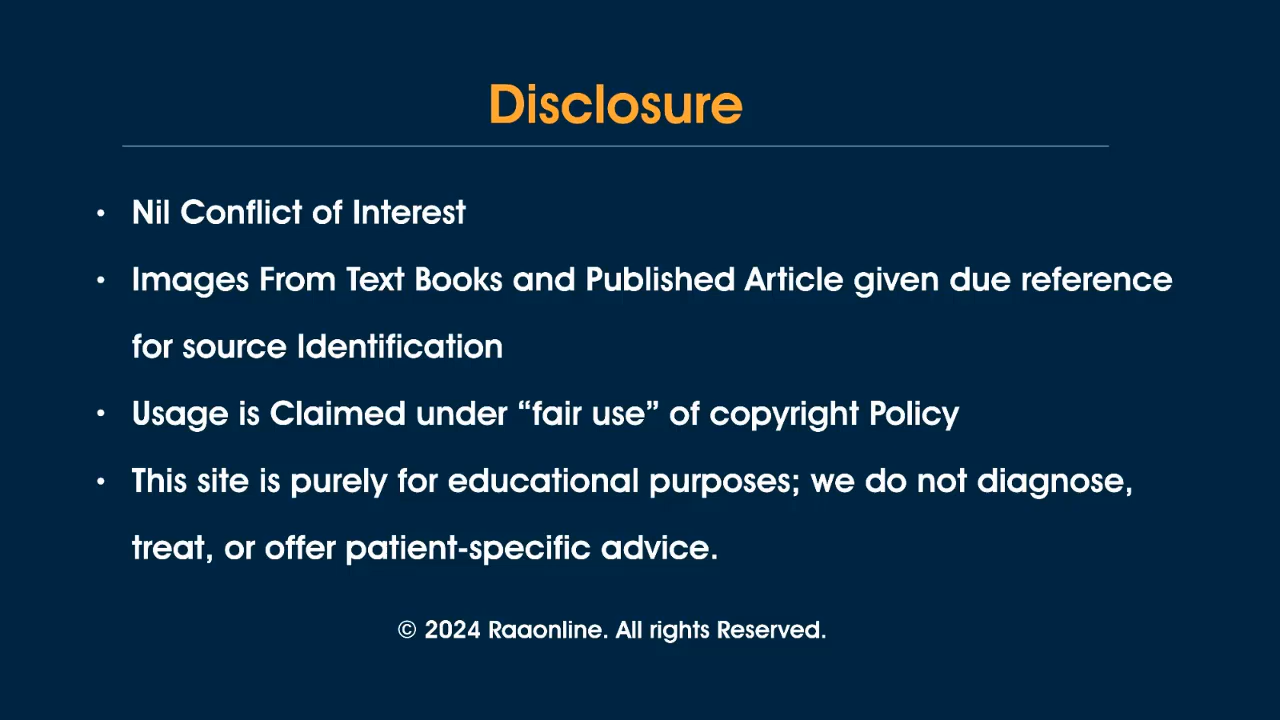 Disclosure
• Nil Conflict of Interest
• Images From Text Books and Published Article given due reference
for source Identification
• Usage is Claimed under “fair use” of copyright Policy
• This site is purely for educational purposes; we do not diagnose,
treat, or offer patient-specific advice.
© 2024 Raaonline. All rights Reserved.